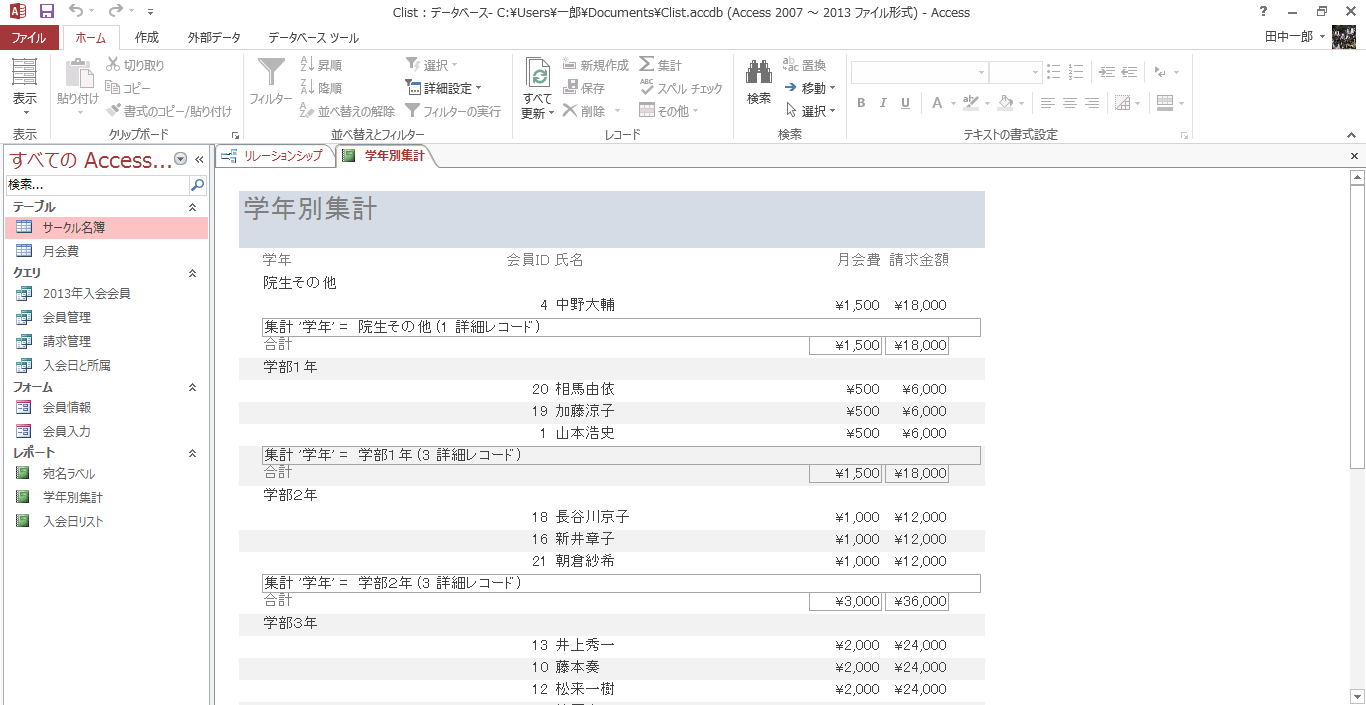 Clist : データベース- C:¥Users¥一郎¥Documents¥Clist.accdb (Access 2007 ～ 2013 ファイル形式) - Access
?
ファイル ホーム 作成 外部データ データベース ツール 田中一郎
表示
表示
貼り付け
切り取り
コピー
書式のコピー/貼り付け
クリップボード
フィルター
昇順
降順
並べ替えの解除
選択
詳細設定
フィルターの実行
並べ替えとフィルター
すべて
更新
新規作成
保存
削除
集計
スペル チェック
その他
レコード
検索
置換
移動
選択
検索
B I U A
テキストの書式設定
すべての Access... «
検索...
テーブル
サークル名簿
月会費
クエリ
2013年入会会員
会員管理
請求管理
入会日と所属
フォーム
会員情報
会員入力
レポート
宛名ラベル
学年別集計
入会日リスト
リレーションシップ 学年別集計
学年別集計
学年 会員ID 氏名 月会費 請求金額
院生その他
4 中野大輔 ¥1,500 ¥18,000
集計 '学年' = 院生その他 (1 詳細レコード)
合計 ¥1,500 ¥18,000
学部1年
20 相馬由依 ¥500 ¥6,000
19 加藤涼子 ¥500 ¥6,000
1 山本浩史 ¥500 ¥6,000
集計 '学年' = 学部1年 (3 詳細レコード)
合計 ¥1,500 ¥18,000
学部2年
18 長谷川京子 ¥1,000 ¥12,000
16 新井章子 ¥1,000 ¥12,000
21 朝倉紗希 ¥1,000 ¥12,000
集計 '学年' = 学部2年 (3 詳細レコード)
合計 ¥3,000 ¥36,000
学部3年
13 井上秀一 ¥2,000 ¥24,000
10 藤本奏 ¥2,000 ¥24,000
12 松来一樹 ¥2,000 ¥24,000